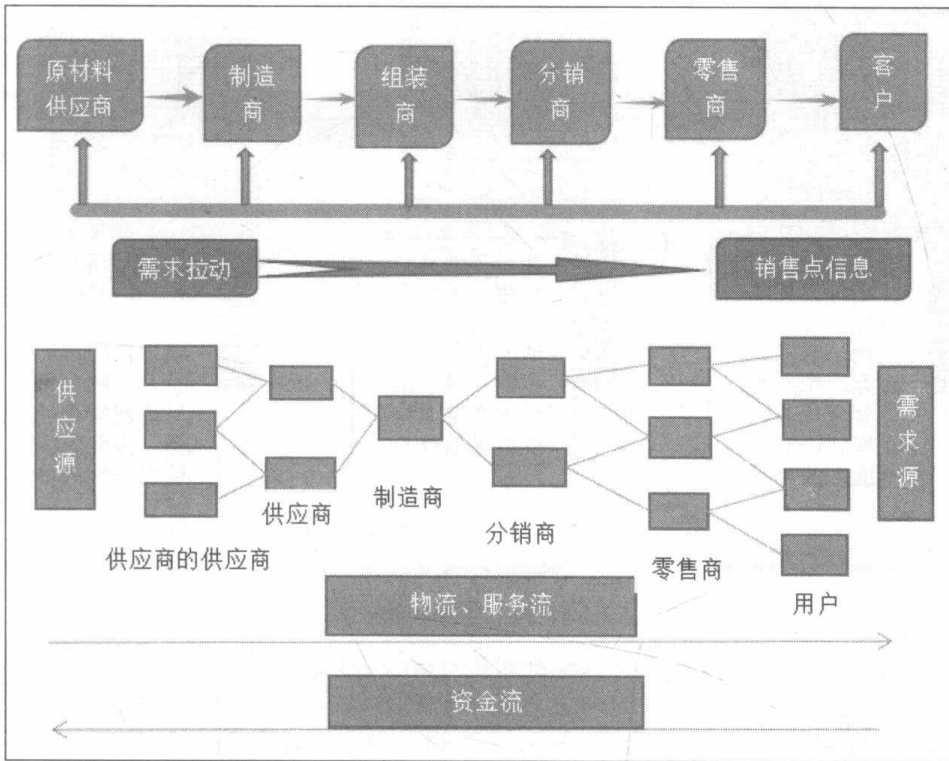 原材料
供应商
制造
商
组装
商
分销
商
零售
商
客
户
需求拉动
销售点信息
供
应
源
需
求
源
供应商的供应商
供应商
制造商
分销商
零售商
用户
物流、服务流
资金流